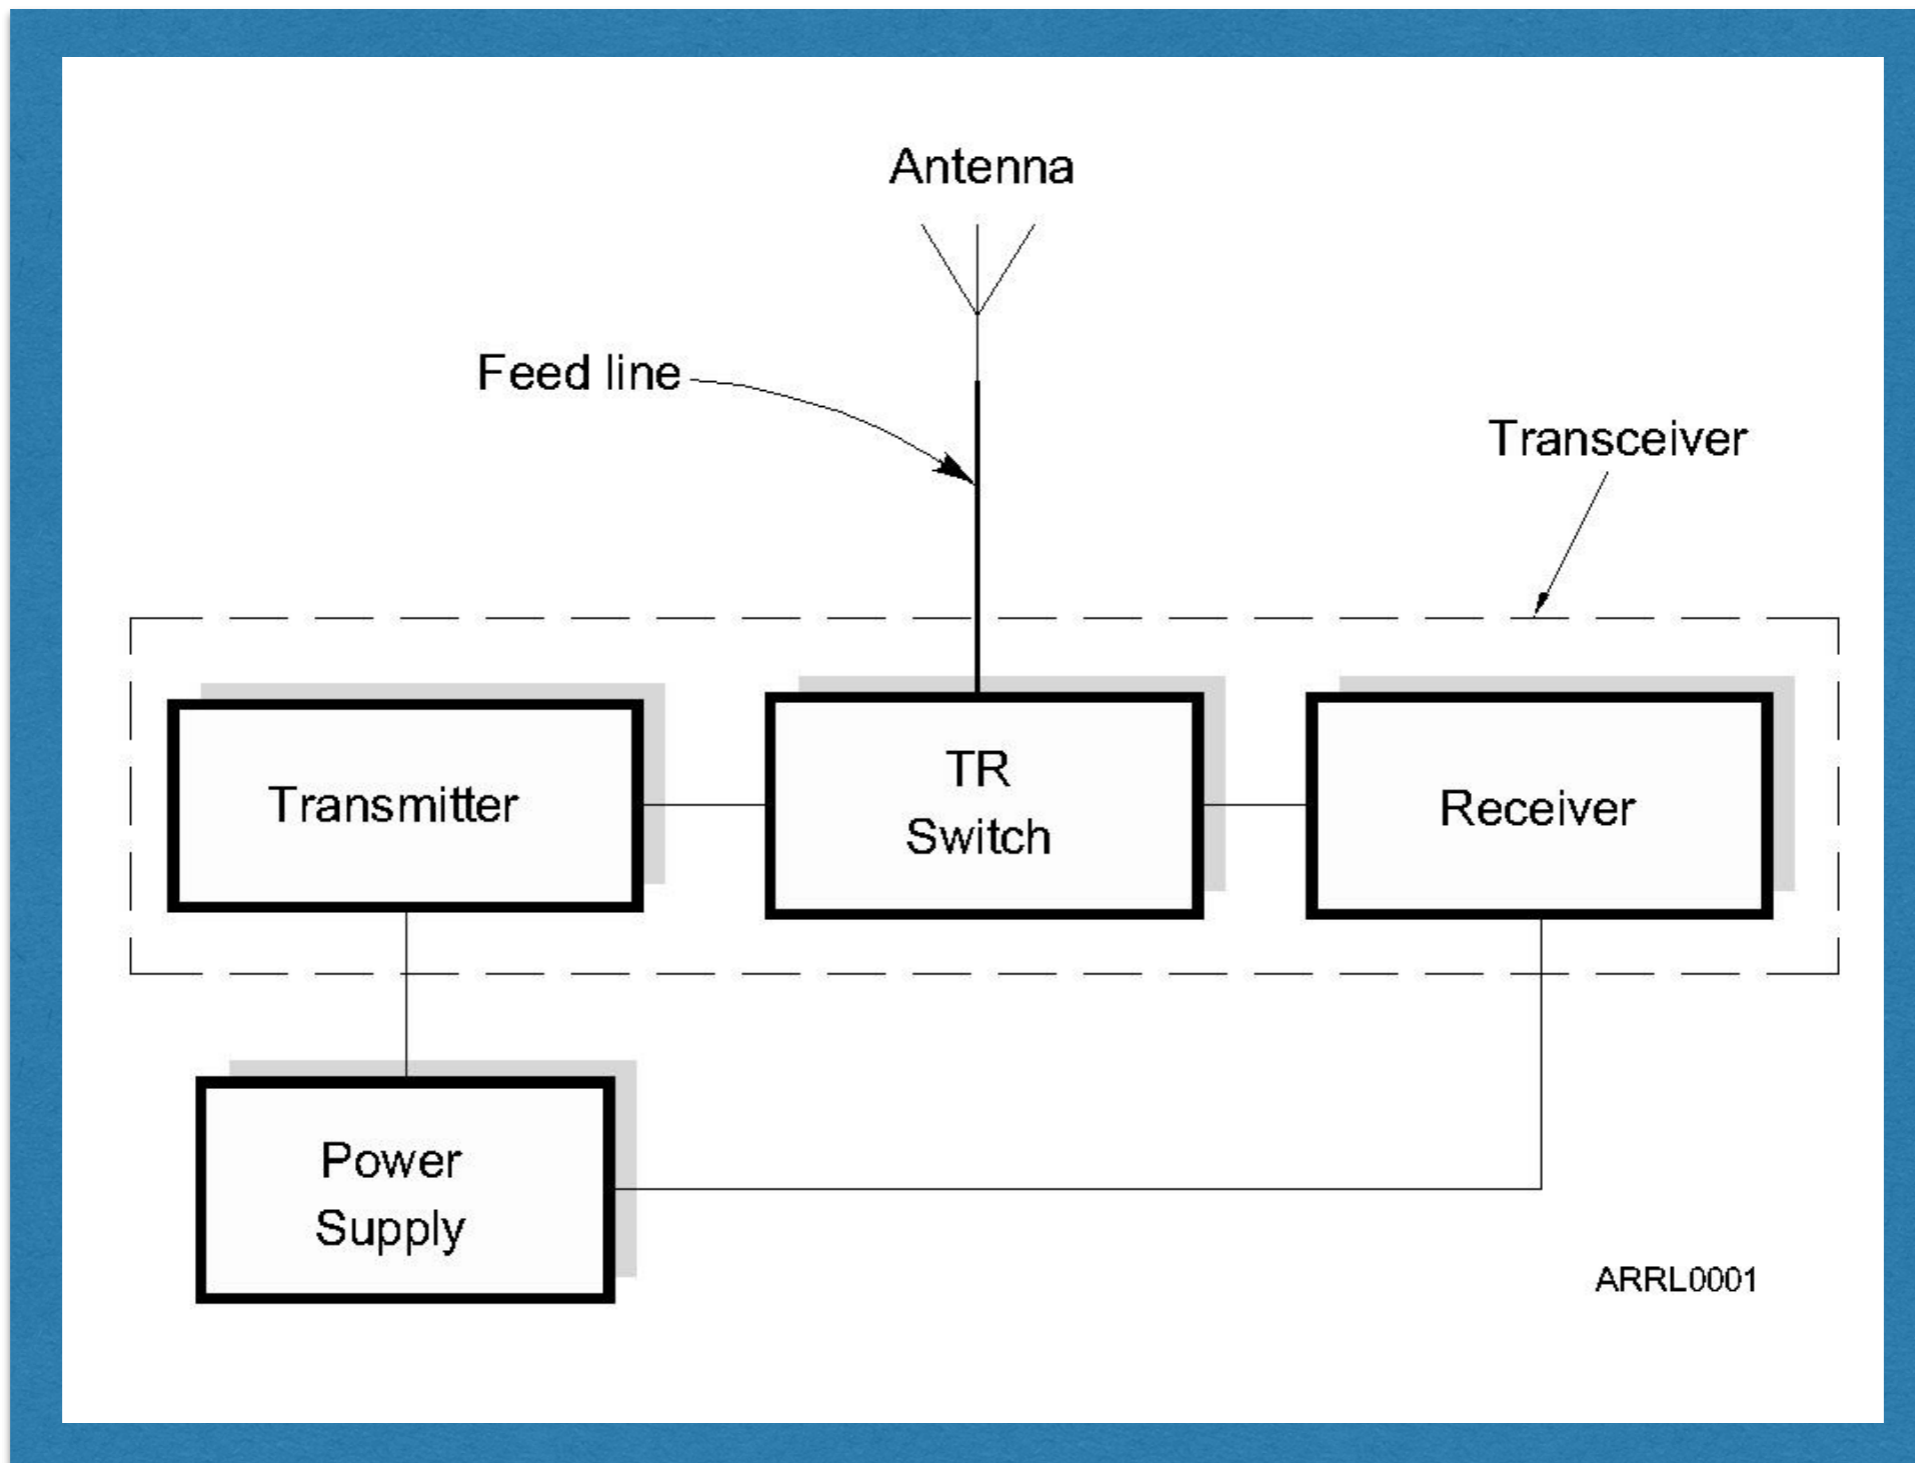 Antenna
Feed line
Transceiver
Transmitter
TR
Switch
Receiver
Power
Supply
ARRL0001